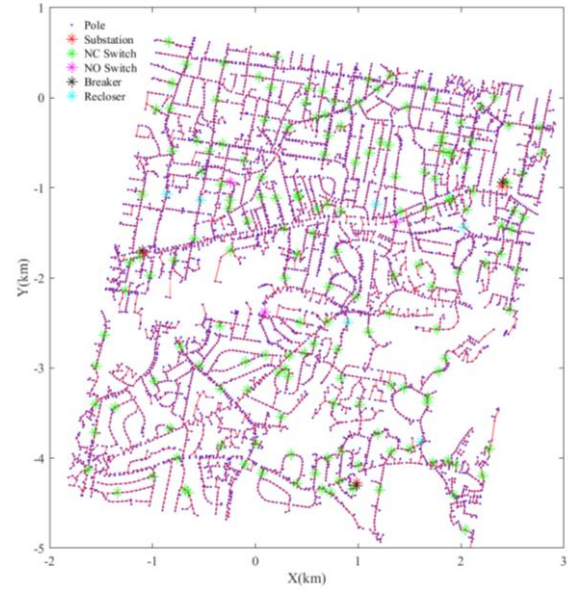 1
Pole
Substation
NC Switch
NO Switch
Breaker
Recloser
0
-1
-2
-3
-4
-5
Y(km)
-2
-1
0
1
2
3
X(km)